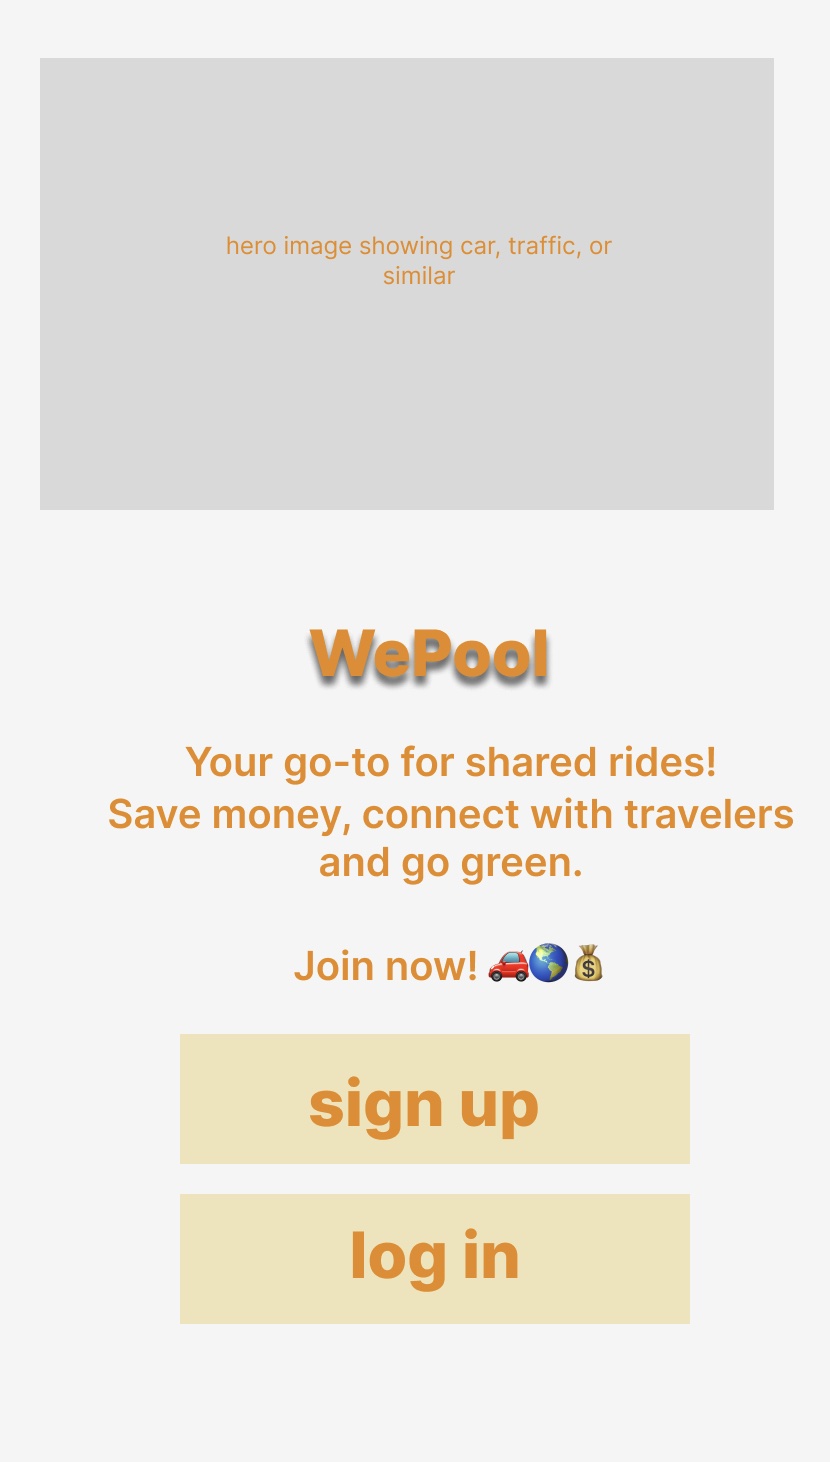 hero image showing car, traffic, or
similar
WePool
Your go-to for shared rides!
Save money, connect with travelers
and go green.
Join now! 🚗🌎💰
sign up
log in